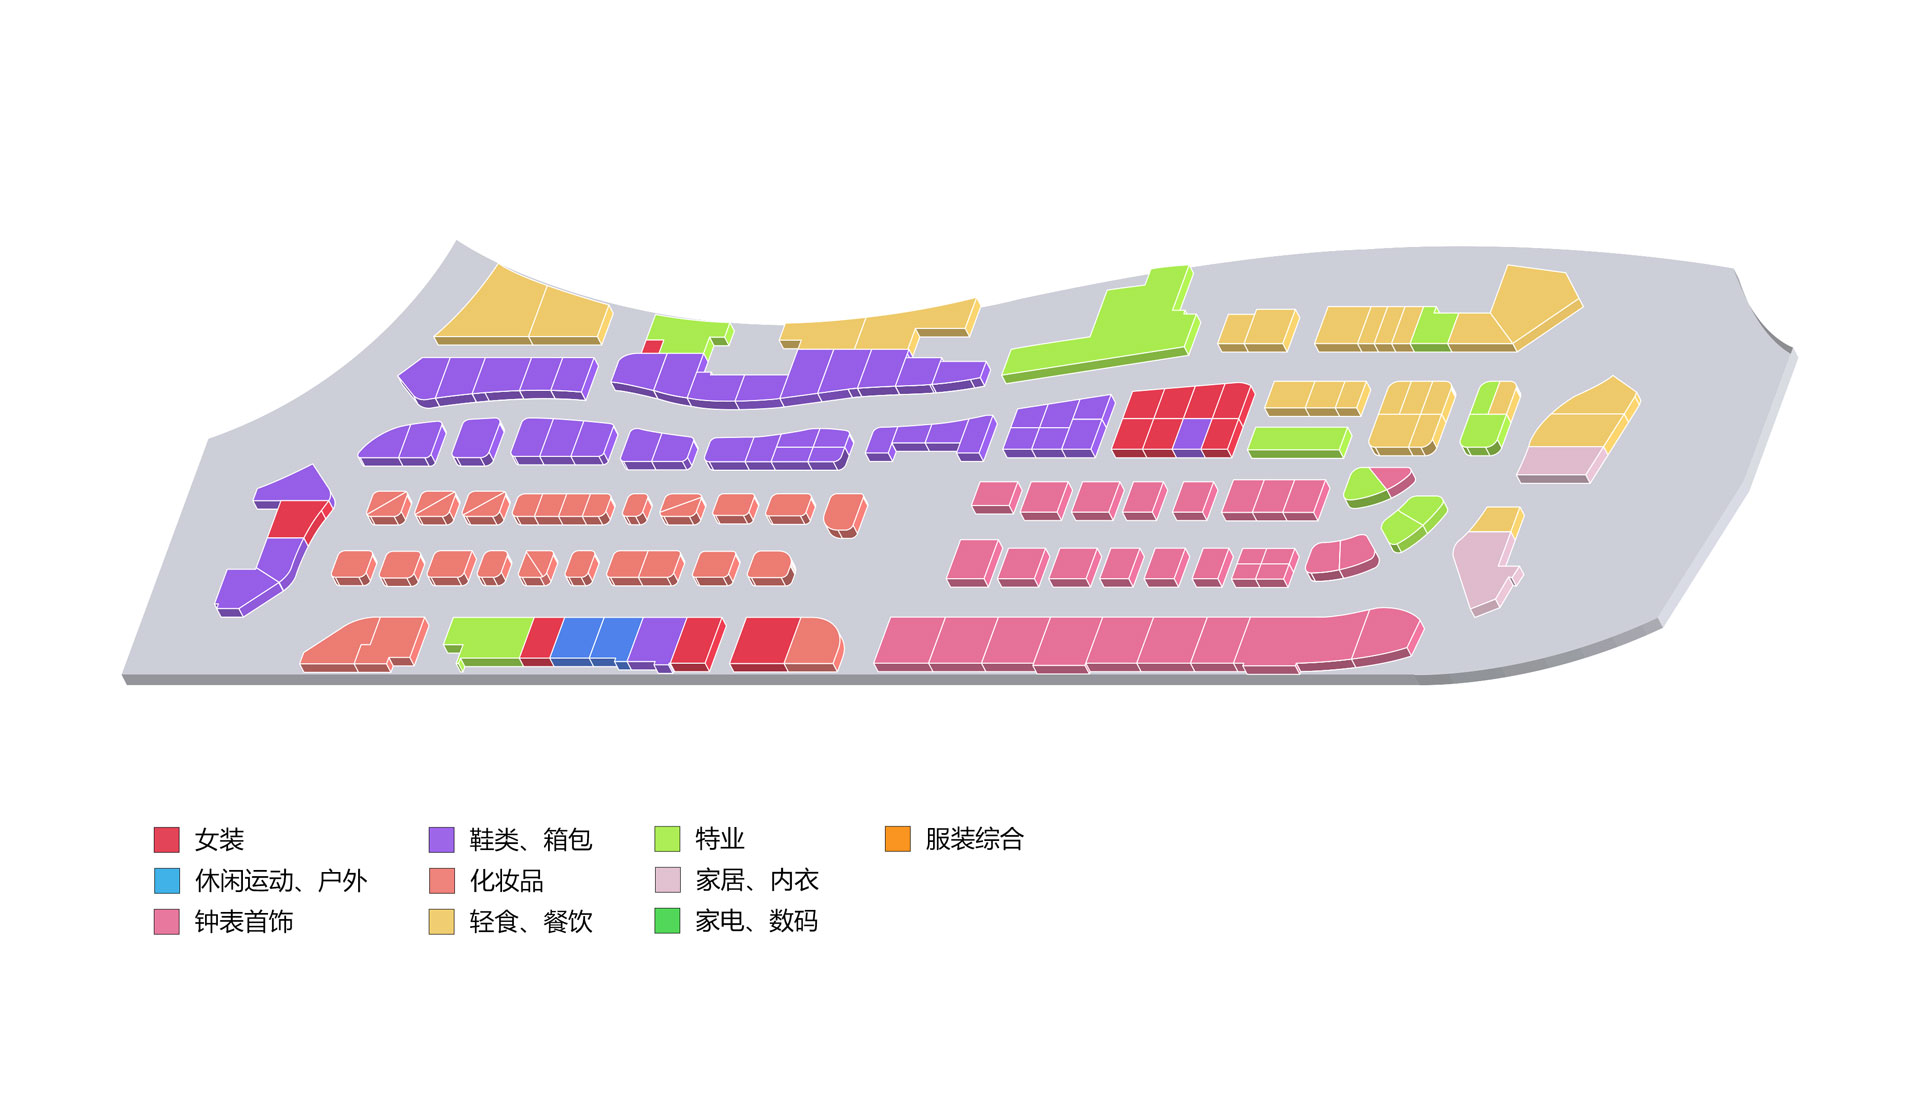 女装
鞋类、箱包
特业
服装综合
休闲运动、户外
化妆品
家居、内衣
钟表首饰
轻食、餐饮
家电、数码